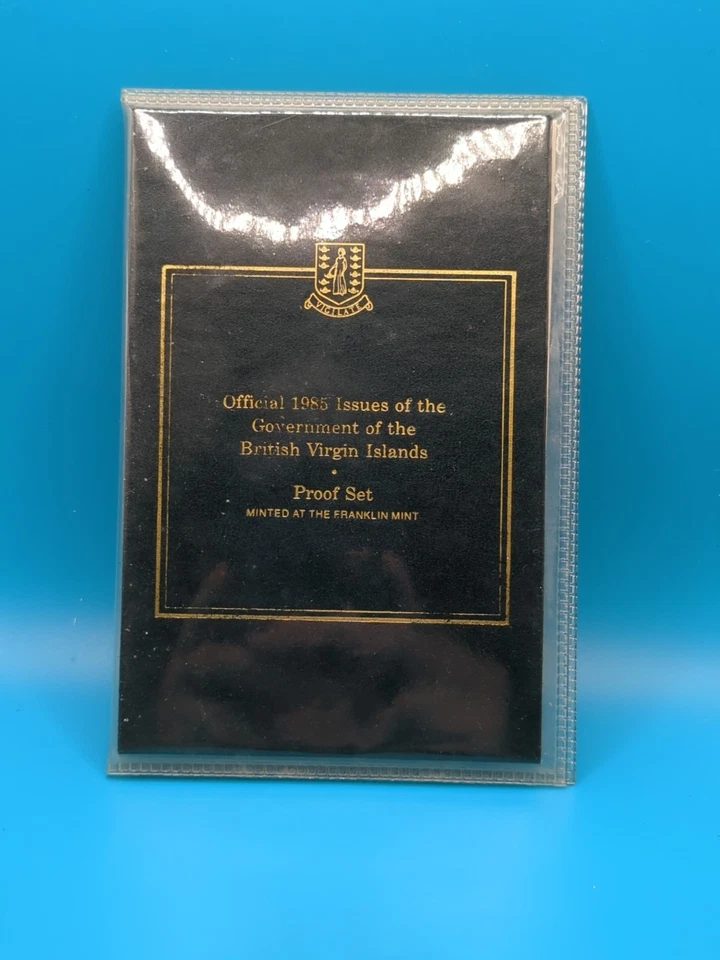 VIGILATE
Official 1985 Issues of the
Government of the
British Virgin Islands
•
Proof Set
MINTED AT THE FRANKLIN MINT